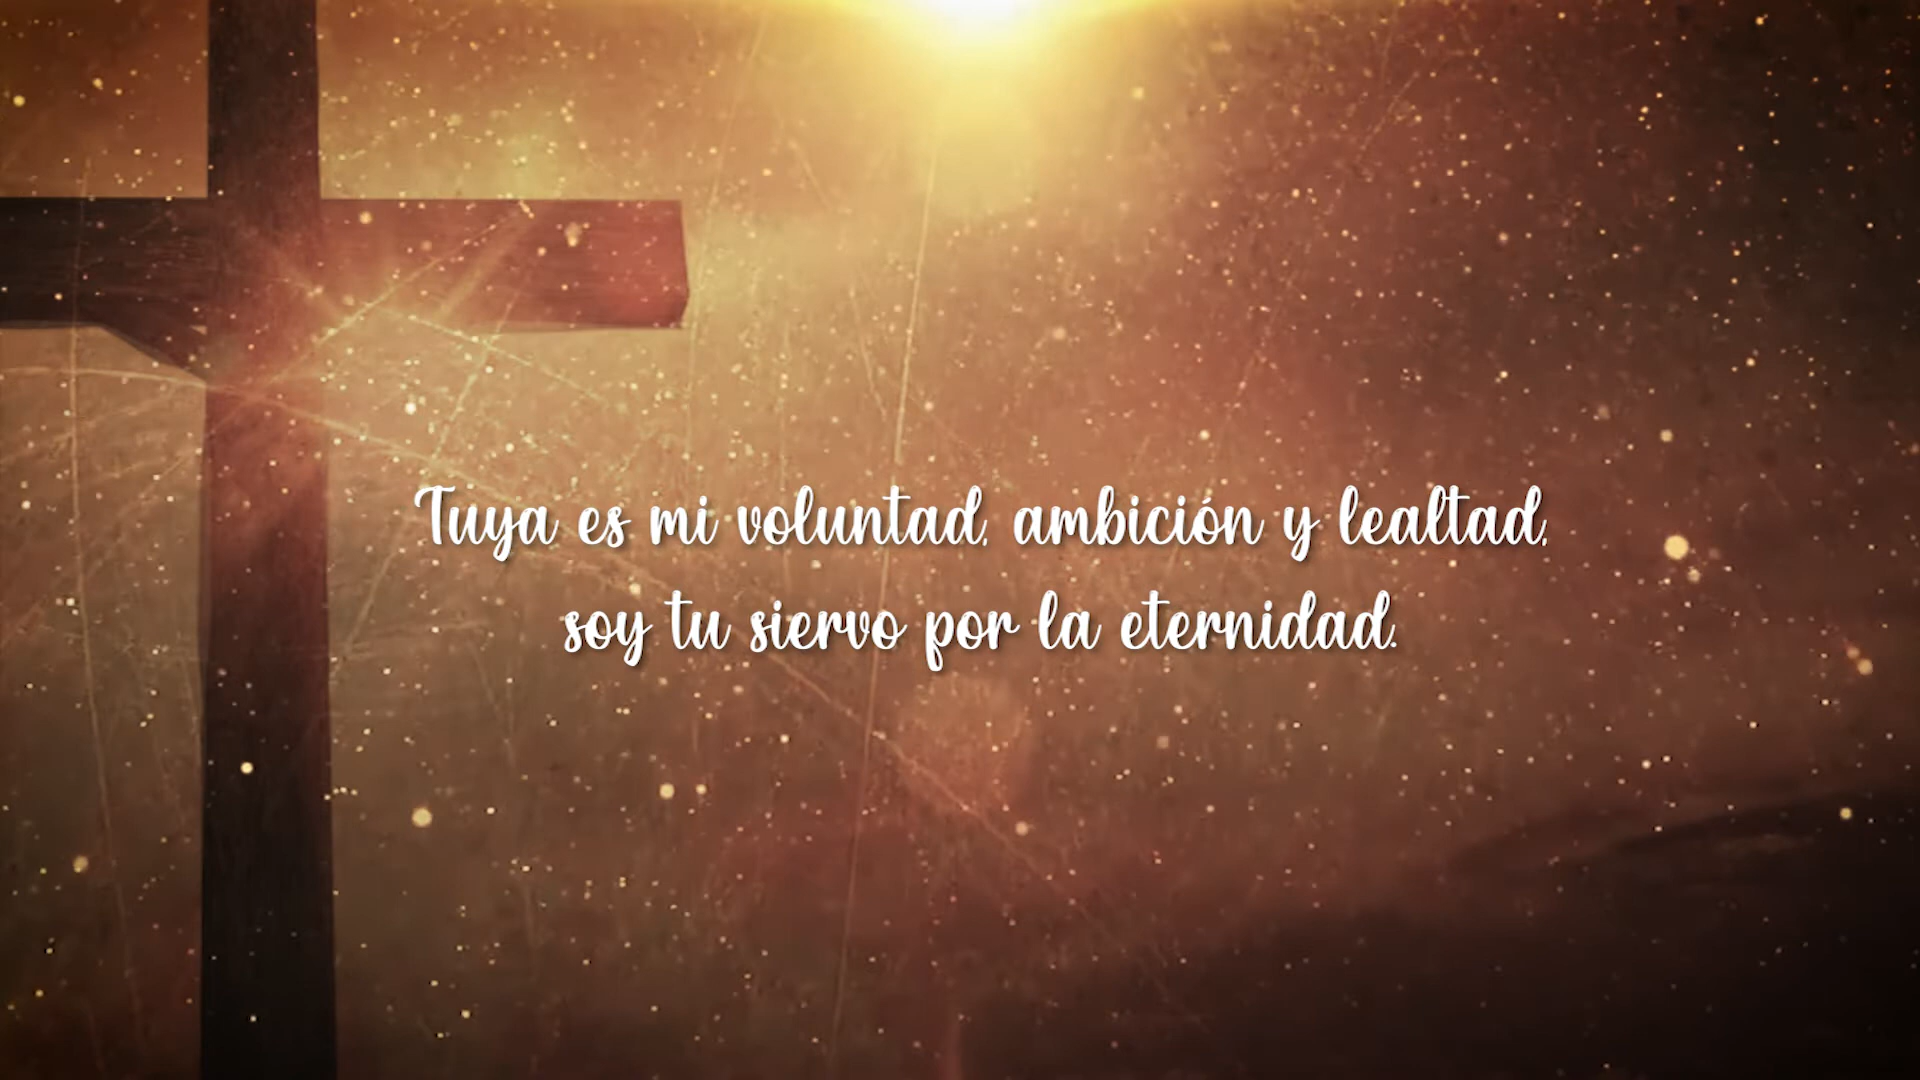 Tuya es mi voluntad, ambición y lealtad,
soy tu siervo por la eternidad.